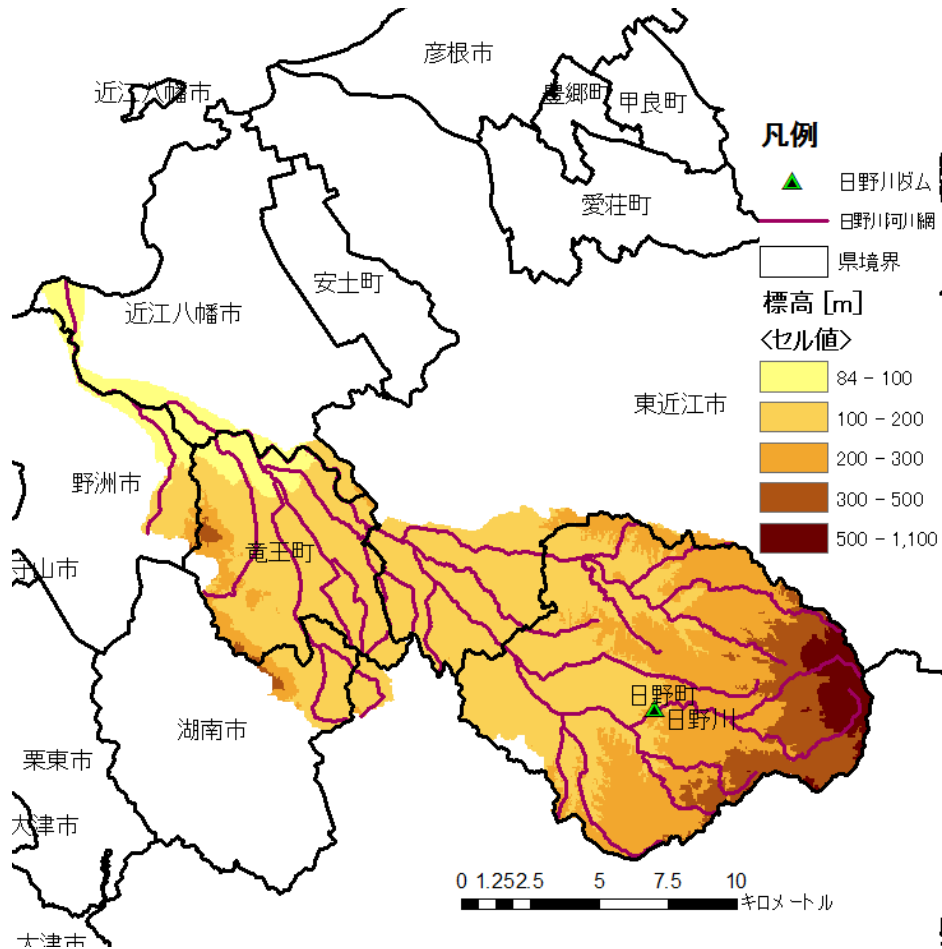 彦根市
近江八幡市
豊郷町
甲良町
凡例
日野川ダム
愛荘町
日野川河川網
県境界
安土町
近江八幡市
標高 [m]
<セル値>
84 - 100
東近江市
100 - 200
200 - 300
野洲市
300 - 500
竜王町
500 - 1,100
守山市
日野町
日野川
湖南市
栗東市
大津市
0 1.252.5 5 7.5 10
キロメートル
大津市